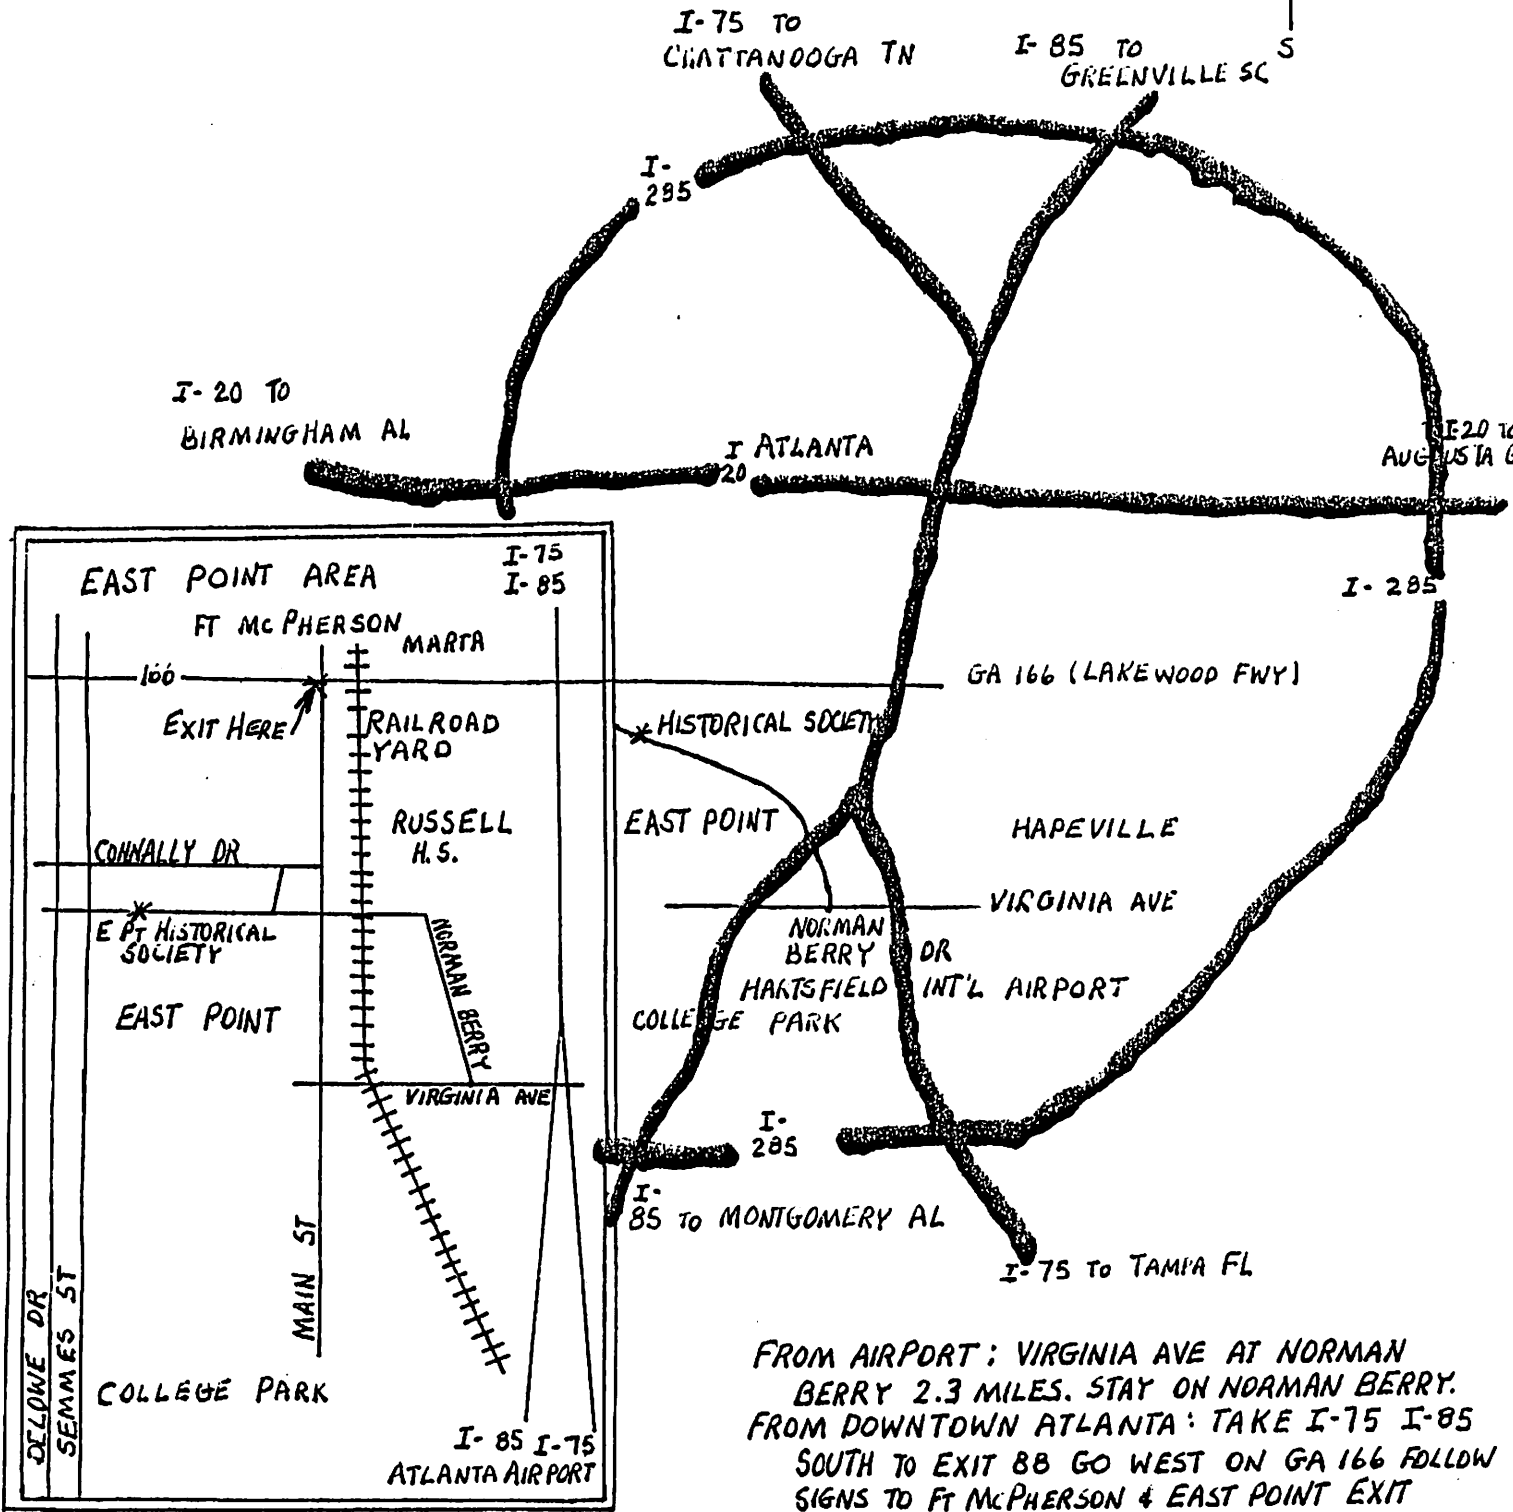 I-75 TO
CHATTANOOGA TN
I-85 TO
GREENVILLE SC
S
I-
285
I-20 TO
BIRMINGHAM AL
I
20
ATLANTA
I-20 TO
AUGUSTA G
I-285
GA 166 (LAKEWOOD FWY)
HISTORICAL SOCIETY
EAST POINT
HAPEVILLE
VIRGINIA AVE
NORMAN
BERRY DR
HARTSFIELD INT'L AIRPORT
COLLEGE PARK
I-
285
I-
85 TO MONTGOMERY AL
I-75 TO TAMPA FL
EAST POINT AREA
I-75
I-85
FT MCPHERSON
MARTA
166
EXIT HERE
RAILROAD
YARD
RUSSELL
H.S.
CONNALLY DR
E PT HISTORICAL
SOCIETY
NORMAN BERRY
EAST POINT
VIRGINIA AVE
MAIN ST
DELOWE DR
SEMMES ST
COLLEGE PARK
I-85 I-75
ATLANTA AIRPORT
FROM AIRPORT: VIRGINIA AVE AT NORMAN
BERRY 2.3 MILES. STAY ON NORMAN BERRY.
FROM DOWNTOWN ATLANTA: TAKE I-75 I-85
SOUTH TO EXIT 88 GO WEST ON GA 166 FOLLOW
SIGNS TO FT MCPHERSON & EAST POINT EXIT